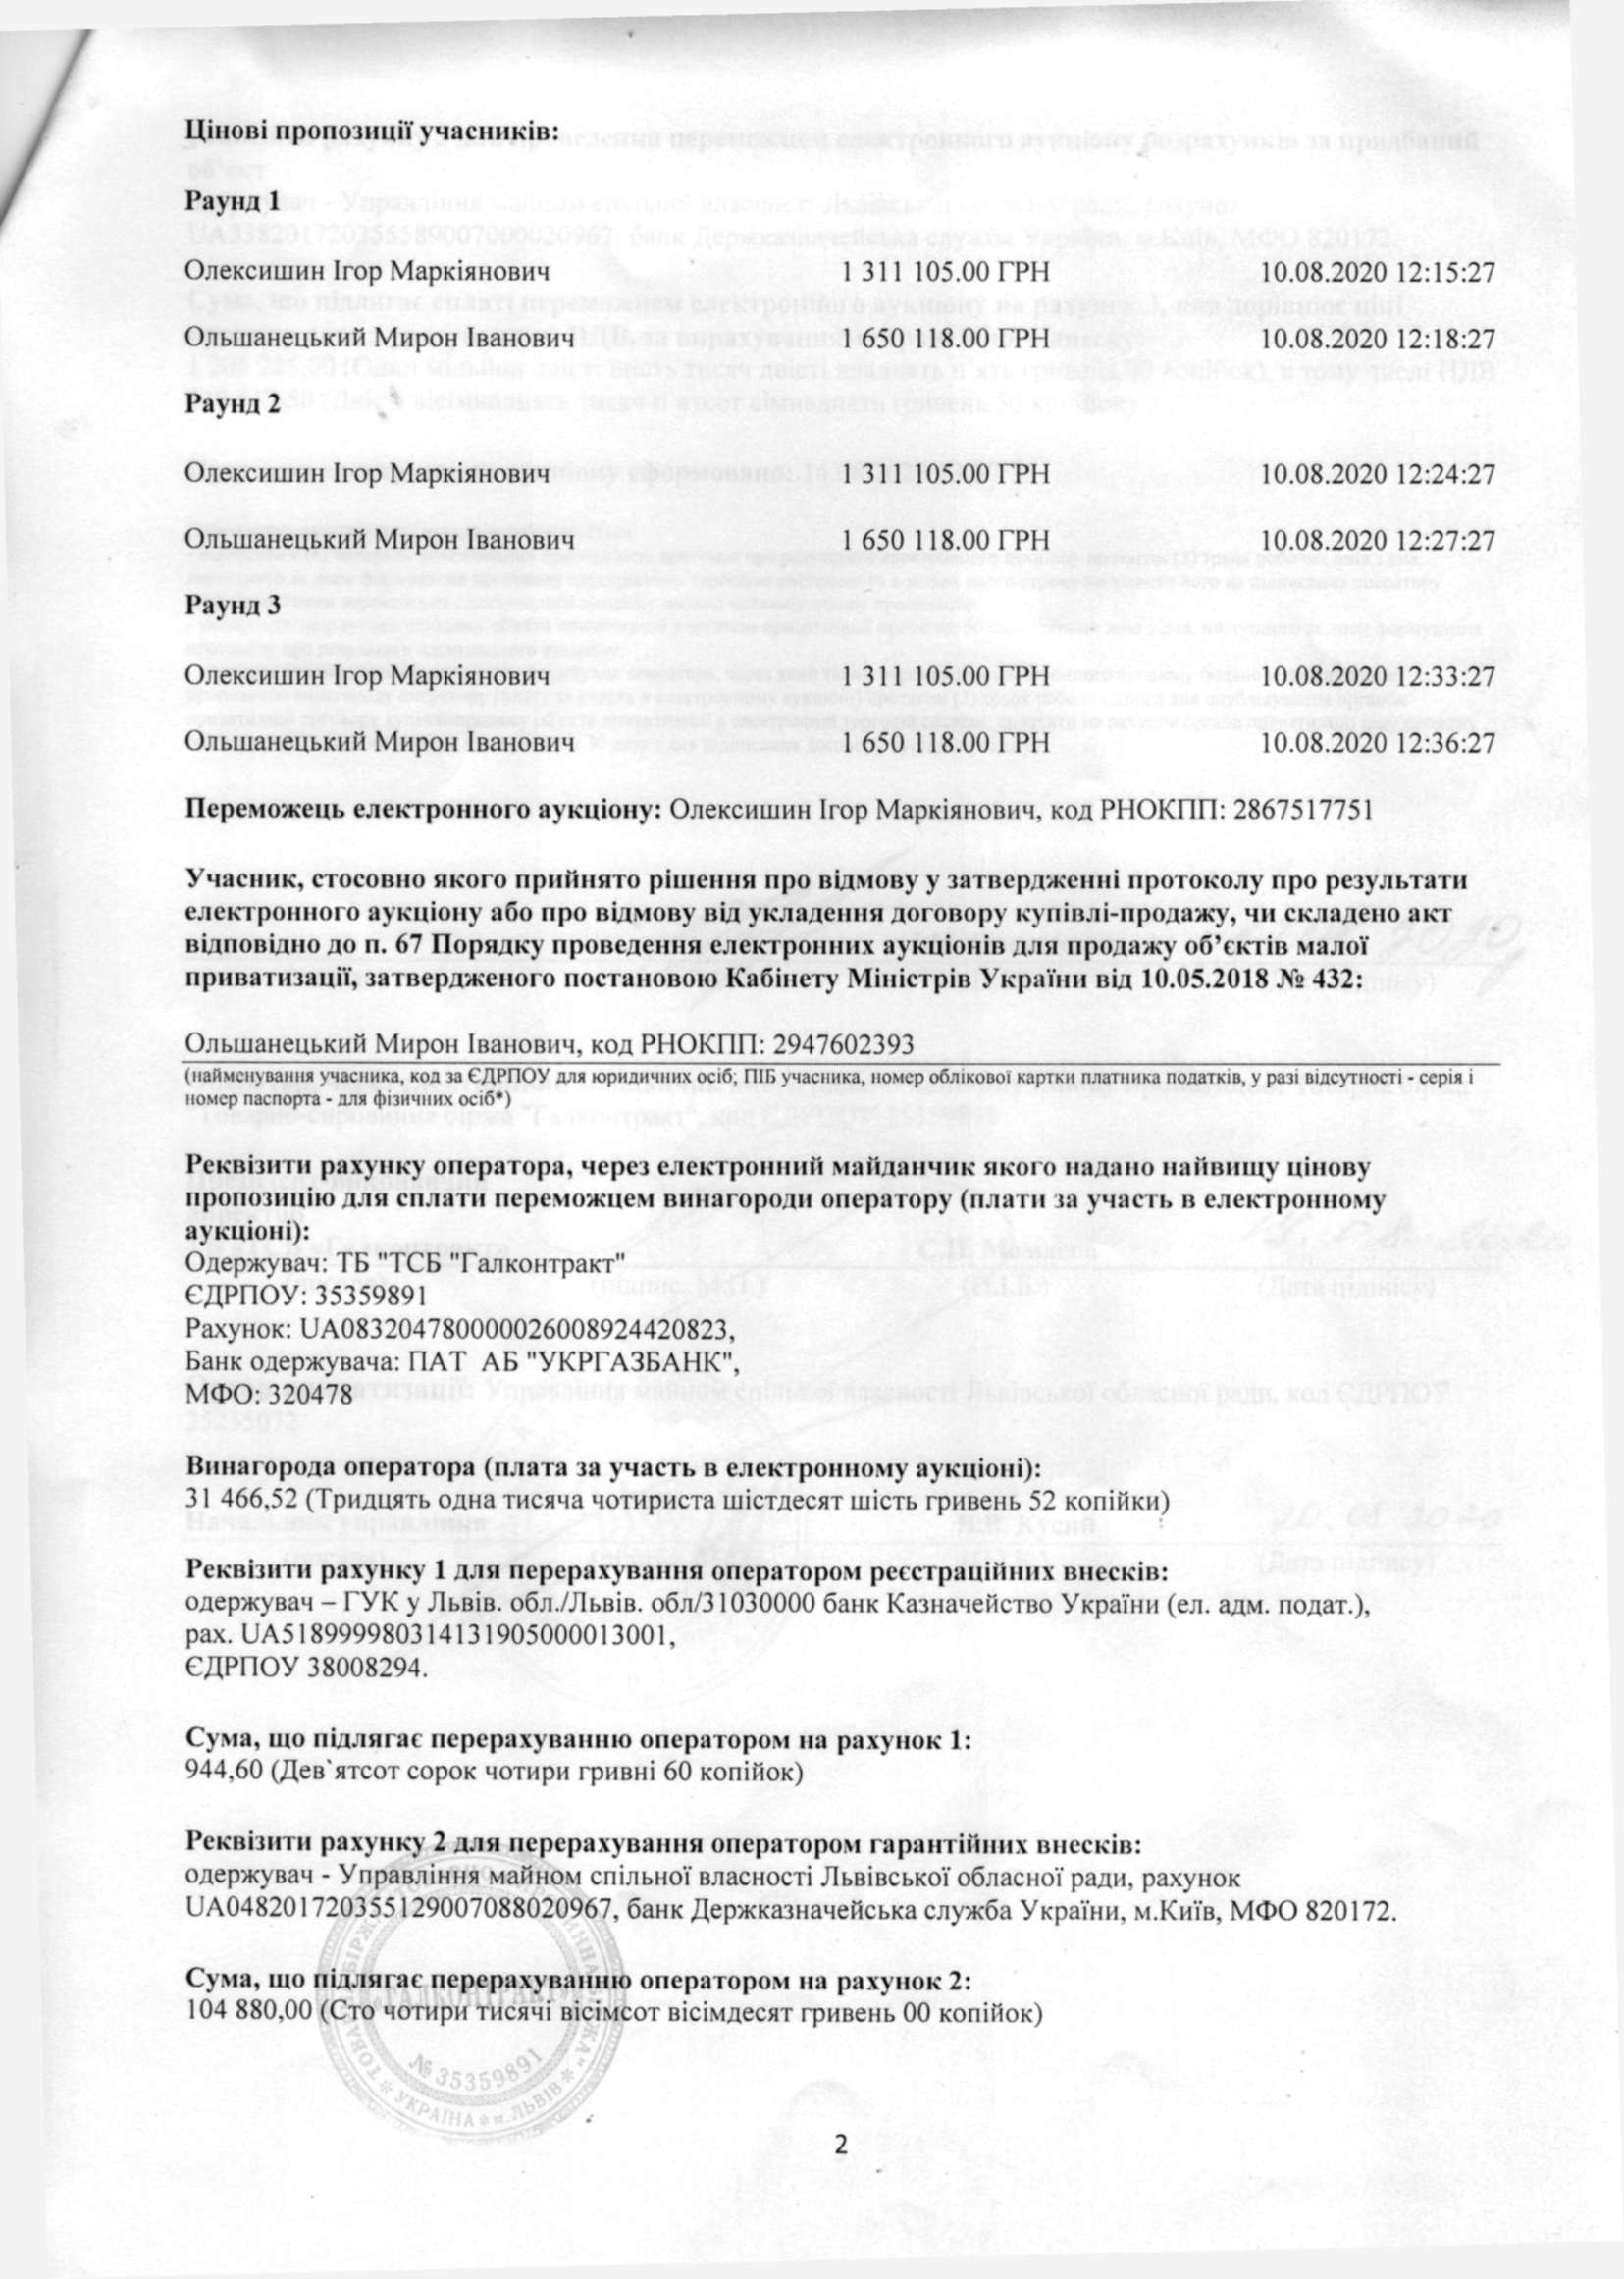 Цінові пропозиції учасників:
Раунд 1
Олексишин Ігор Маркіянович 1 311 105.00 ГРН 10.08.2020 12:15:27
Ольшанецький Мирон Іванович 1 650 118.00 ГРН 10.08.2020 12:18:27
Раунд 2
Олексишин Ігор Маркіянович 1 311 105.00 ГРН 10.08.2020 12:24:27
Ольшанецький Мирон Іванович 1 650 118.00 ГРН 10.08.2020 12:27:27
Раунд 3
Олексишин Ігор Маркіянович 1 311 105.00 ГРН 10.08.2020 12:33:27
Ольшанецький Мирон Іванович 1 650 118.00 ГРН 10.08.2020 12:36:27
Переможець електронного аукціону: Олексишин Ігор Маркіянович, код РНОКПП: 2867517751
Учасник, стосовно якого прийнято рішення про відмову у затвердженні протоколу про результати
електронного аукціону або про відмову від укладення договору купівлі-продажу, чи складено акт
відповідно до п. 67 Порядку проведення електронних аукціонів для продажу об’єктів малої
приватизації, затвердженого постановою Кабінету Міністрів України від 10.05.2018 № 432:
Ольшанецький Мирон Іванович, код РНОКПП: 2947602393
(найменування учасника, код за ЄДРПОУ для юридичних осіб; ПІБ учасника, номер облікової картки платника податків, у разі відсутності - серія і
номер паспорта - для фізичних осіб*)
Реквізити рахунку оператора, через електронний майданчик якого надано найвищу цінову
пропозицію для сплати переможцем винагороди оператору (плати за участь в електронному
аукціоні):
Одержувач: ТБ "ТСБ "Галконтракт"
ЄДРПОУ: 35359891
Рахунок: UA083204780000026008924420823,
Банк одержувача: ПАТ АБ "УКРГАЗБАНК",
МФО: 320478
Винагорода оператора (плата за участь в електронному аукціоні):
31 466,52 (Тридцять одна тисяча чотириста шістдесят шість гривень 52 копійки)
Реквізити рахунку 1 для перерахування оператором реєстраційних внесків:
одержувач – ГУК у Львів. обл./Львів. обл/31030000 банк Казначейство України (ел. адм. подат.),
рах. UA518999980314131905000013001,
ЄДРПОУ 38008294.
Сума, що підлягає перерахуванню оператором на рахунок 1:
944,60 (Дев`ятсот сорок чотири гривні 60 копійок)
Реквізити рахунку 2 для перерахування оператором гарантійних внесків:
одержувач - Управління майном спільної власності Львівської обласної ради, рахунок
UA048201720355129007088020967, банк Держказначейська служба України, м.Київ, МФО 820172.
Сума, що підлягає перерахуванню оператором на рахунок 2:
104 880,00 (Сто чотири тисячі вісімсот вісімдесят гривень 00 копійок)
№ 35359891
УКРАЇНА * м. ЛЬВІВ *
2